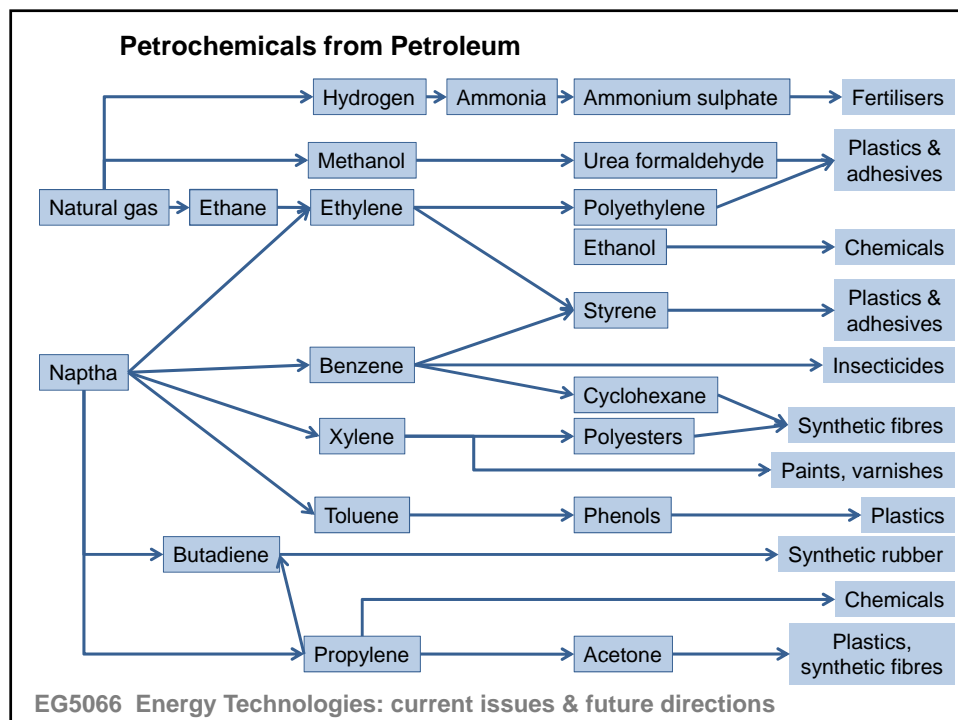 Petrochemicals from Petroleum
Hydrogen
Ammonia
Ammonium sulphate
Fertilisers
Methanol
Urea formaldehyde
Plastics &
adhesives
Natural gas
Ethane
Ethylene
Polyethylene
Ethanol
Chemicals
Styrene
Plastics &
adhesives
Naptha
Benzene
Insecticides
Cyclohexane
Synthetic fibres
Xylene
Polyesters
Paints, varnishes
Toluene
Phenols
Plastics
Butadiene
Synthetic rubber
Chemicals
Propylene
Acetone
Plastics,
synthetic fibres
EG5066 Energy Technologies: current issues & future directions